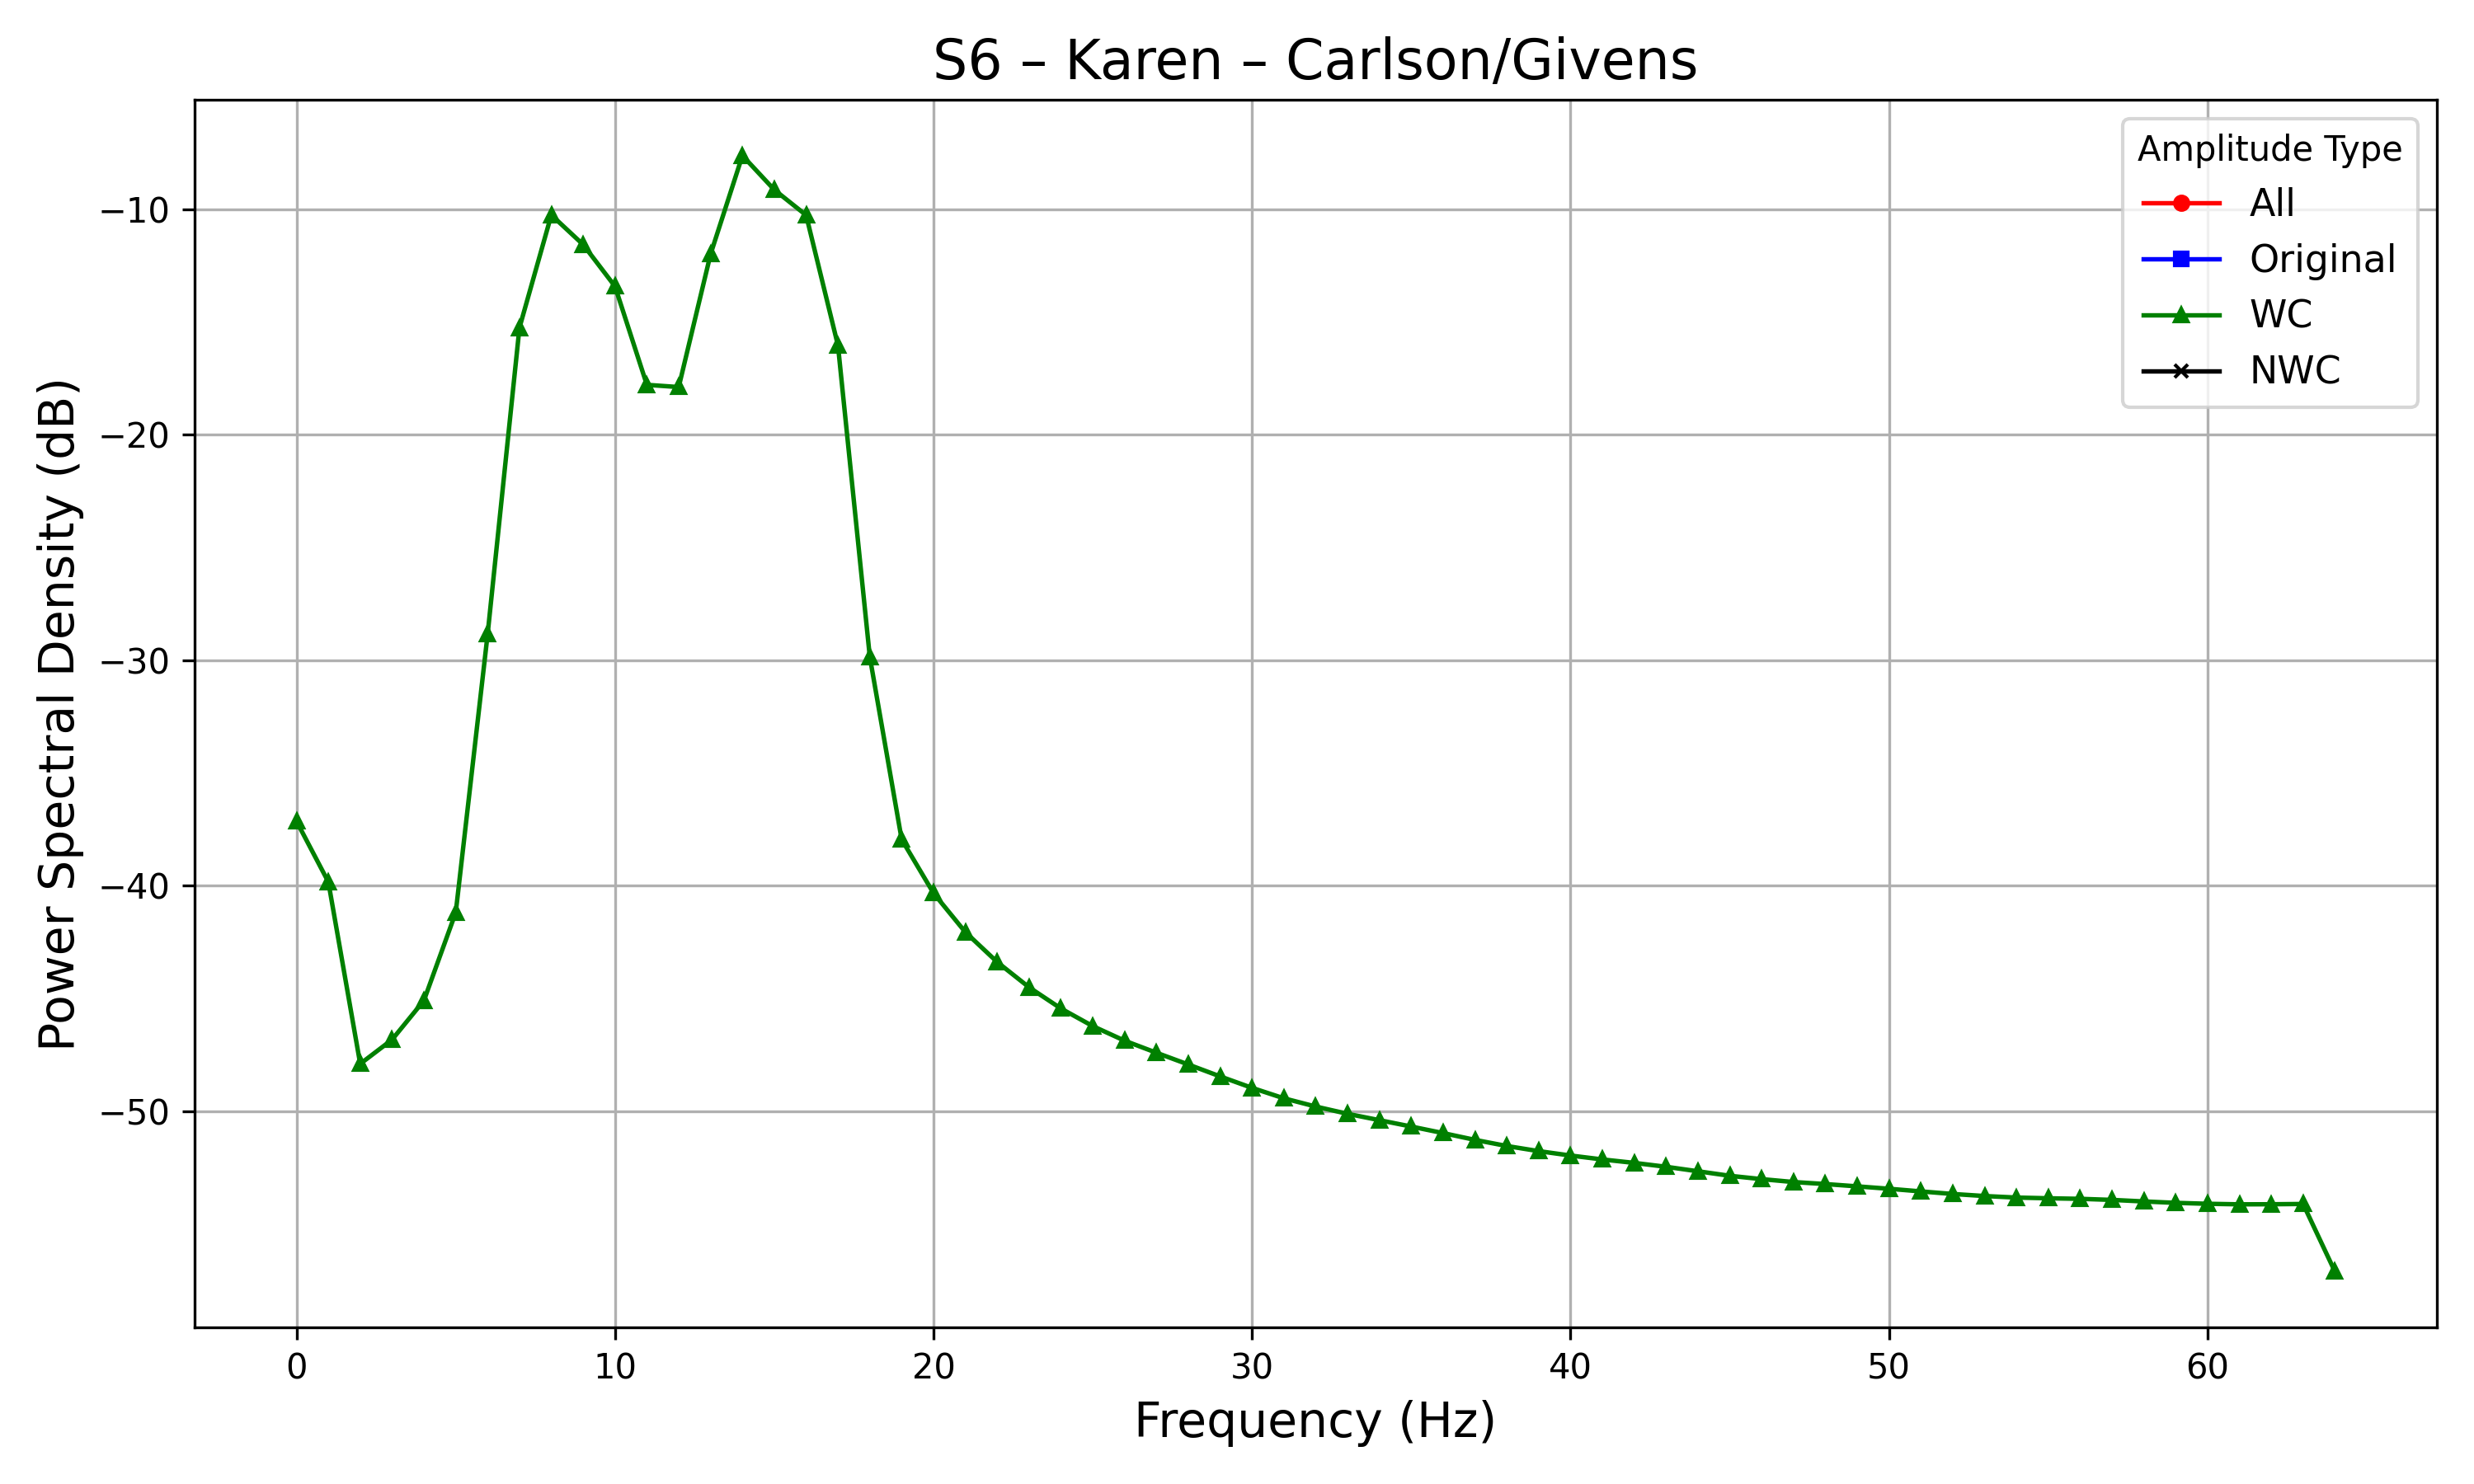 S6 – Karen – Carlson/Givens
Amplitude Type
All
Original
WC
NWC
Power Spectral Density (dB)
−10
−20
−30
−40
−50
0 10 20 30 40 50 60
Frequency (Hz)